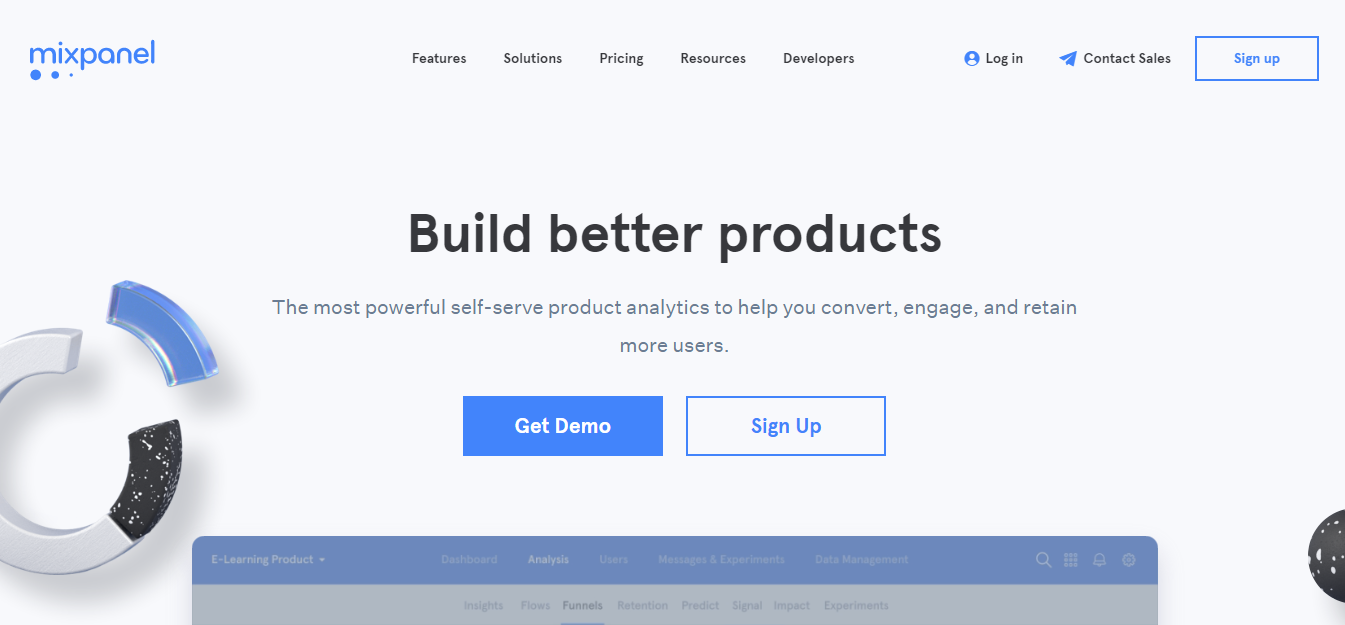 mixpanel
Features Solutions Pricing Resources Developers
Log in Contact Sales Sign up
Build better products
The most powerful self-serve product analytics to help you convert, engage, and retain
more users.
Get Demo Sign Up
E-Learning Product Dashboard Analysis Users Messages & Experiments Data Management
Insights Flows Funnels Retention Predict Signal Impact Experiments